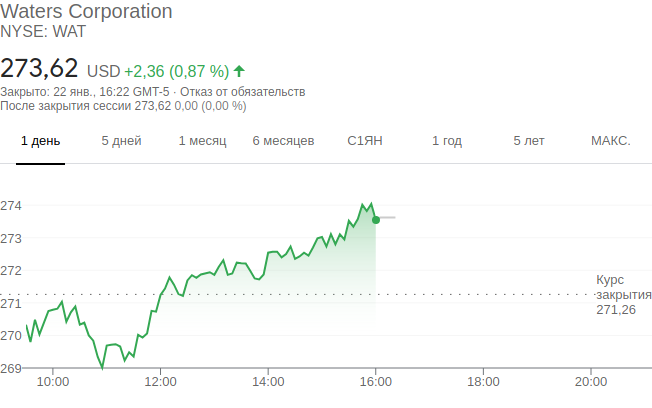 Waters Corporation
NYSE: WAT
273,62 USD +2,36 (0,87 %)
Закрыто: 22 янв., 16:22 GMT-5 · Отказ от обязательств
После закрытия сессии 273,62 0,00 (0,00 %)
1 день 5 дней 1 месяц 6 месяцев С1ЯН 1 год 5 лет МАКС.
274
273
272
Курс
271 закрытия
271,26
270
269
10:00 12:00 14:00 16:00 18:00 20:00